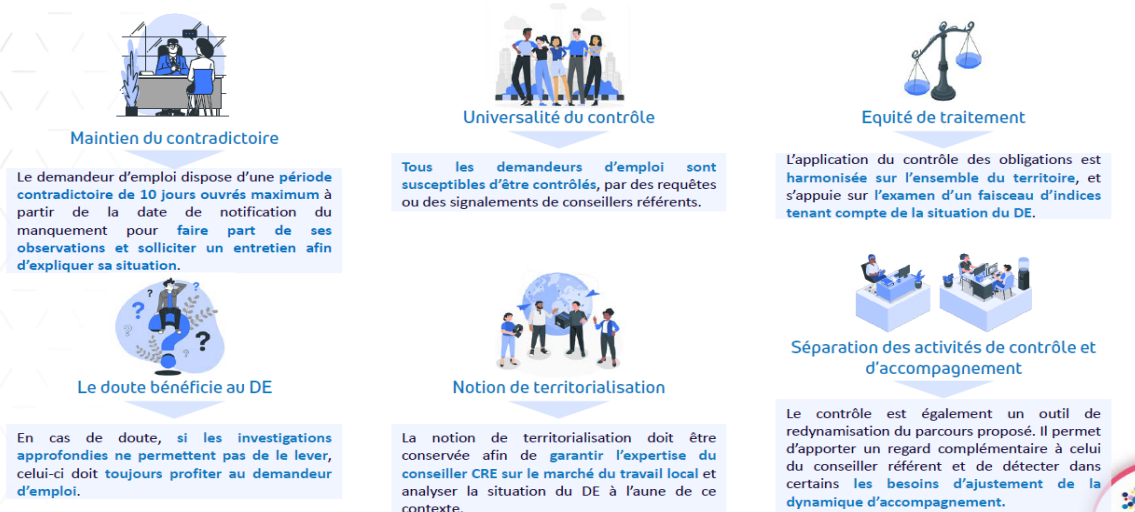 Maintien du contradictoire
Le demandeur d’emploi dispose d’une période
contradictoire de 10 jours ouvrés maximum à
partir de la date de notification du
manquement pour faire part de ses
observations et solliciter un entretien afin
d’expliquer sa situation.
Universalité du contrôle
Tous les demandeurs d’emploi sont
susceptibles d’être contrôlés, par des requêtes
ou des signalements de conseillers référents.
Equité de traitement
L’application du contrôle des obligations est
harmonisée sur l’ensemble du territoire, et
s’appuie sur l’examen d’un faisceau d’indices
tenant compte de la situation du DE.
Le doute bénéficie au DE
En cas de doute, si les investigations
approfondies ne permettent pas de le lever,
celui-ci doit toujours profiter au demandeur
d’emploi.
Notion de territorialisation
La notion de territorialisation doit être
conservée afin de garantir l’expertise du
conseiller CRE sur le marché du travail local et
analyser la situation du DE à l’aune de ce
contexte.
Séparation des activités de contrôle et
d’accompagnement
Le contrôle est également un outil de
redynamisation du parcours proposé. Il permet
d’apporter un regard complémentaire à celui
du conseiller référent et de détecter dans
certains les besoins d’ajustement de la
dynamique d’accompagnement.